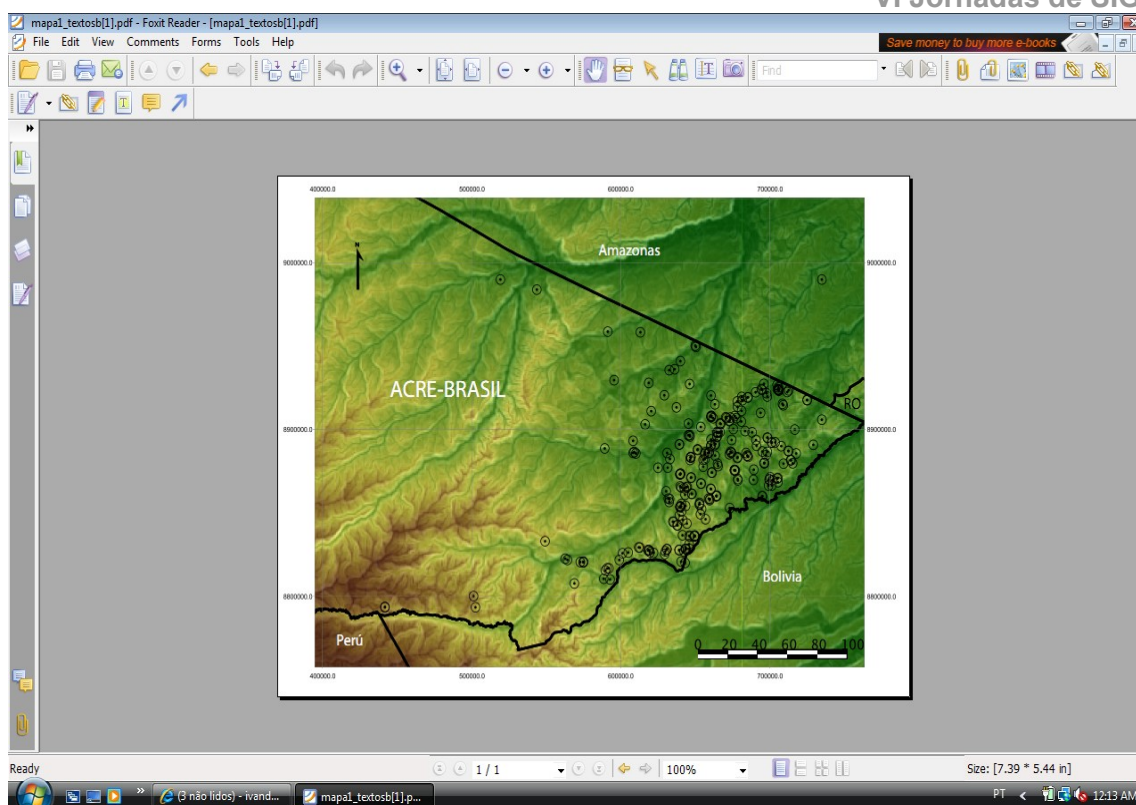 VI Jornadas de SIG
mapa1_textosb[1].pdf - Foxit Reader - [mapa1_textosb[1].pdf]
File Edit View Comments Forms Tools Help
Save money to buy more e-books
Find
400000.0 500000.0 600000.0 700000.0
N
Amazonas
9000000.0 9000000.0
ACRE-BRASIL
RO
8900000.0 8900000.0
Bolivia
8800000.0 8800000.0
Perú
0 20 40 60 80 100
400000.0 500000.0 600000.0 700000.0
Ready
1 / 1
100%
Size: [7.39 * 5.44 in]
(3 não lidos) - ivand...
mapa1_textosb[1].p...
PT
12:13 AM